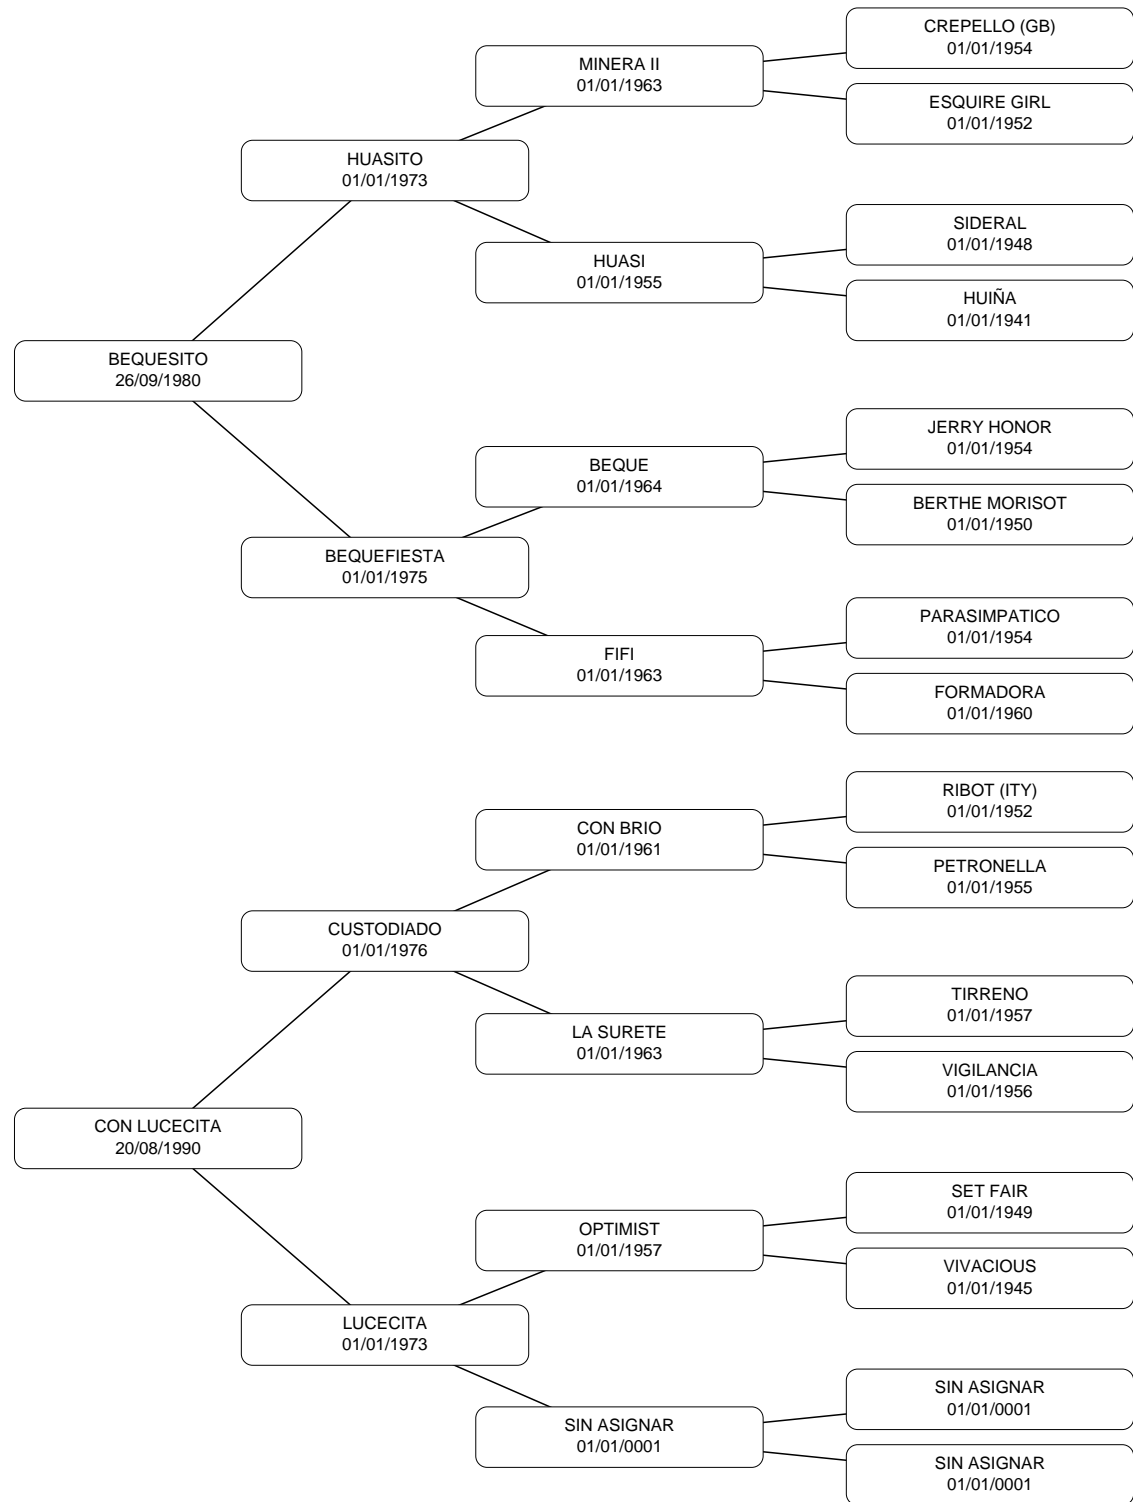 CREPELLO (GB)
01/01/1954
MINERA II
01/01/1963
ESQUIRE GIRL
01/01/1952
HUASITO
01/01/1973
SIDERAL
01/01/1948
HUASI
01/01/1955
HUIÑA
01/01/1941
BEQUESITO
26/09/1980
JERRY HONOR
01/01/1954
BEQUE
01/01/1964
BERTHE MORISOT
01/01/1950
BEQUEFIESTA
01/01/1975
PARASIMPATICO
01/01/1954
FIFI
01/01/1963
FORMADORA
01/01/1960
RIBOT (ITY)
01/01/1952
CON BRIO
01/01/1961
PETRONELLA
01/01/1955
CUSTODIADO
01/01/1976
TIRRENO
01/01/1957
LA SURETE
01/01/1963
VIGILANCIA
01/01/1956
CON LUCECITA
20/08/1990
SET FAIR
01/01/1949
OPTIMIST
01/01/1957
VIVACIOUS
01/01/1945
LUCECITA
01/01/1973
SIN ASIGNAR
01/01/0001
SIN ASIGNAR
01/01/0001
SIN ASIGNAR
01/01/0001